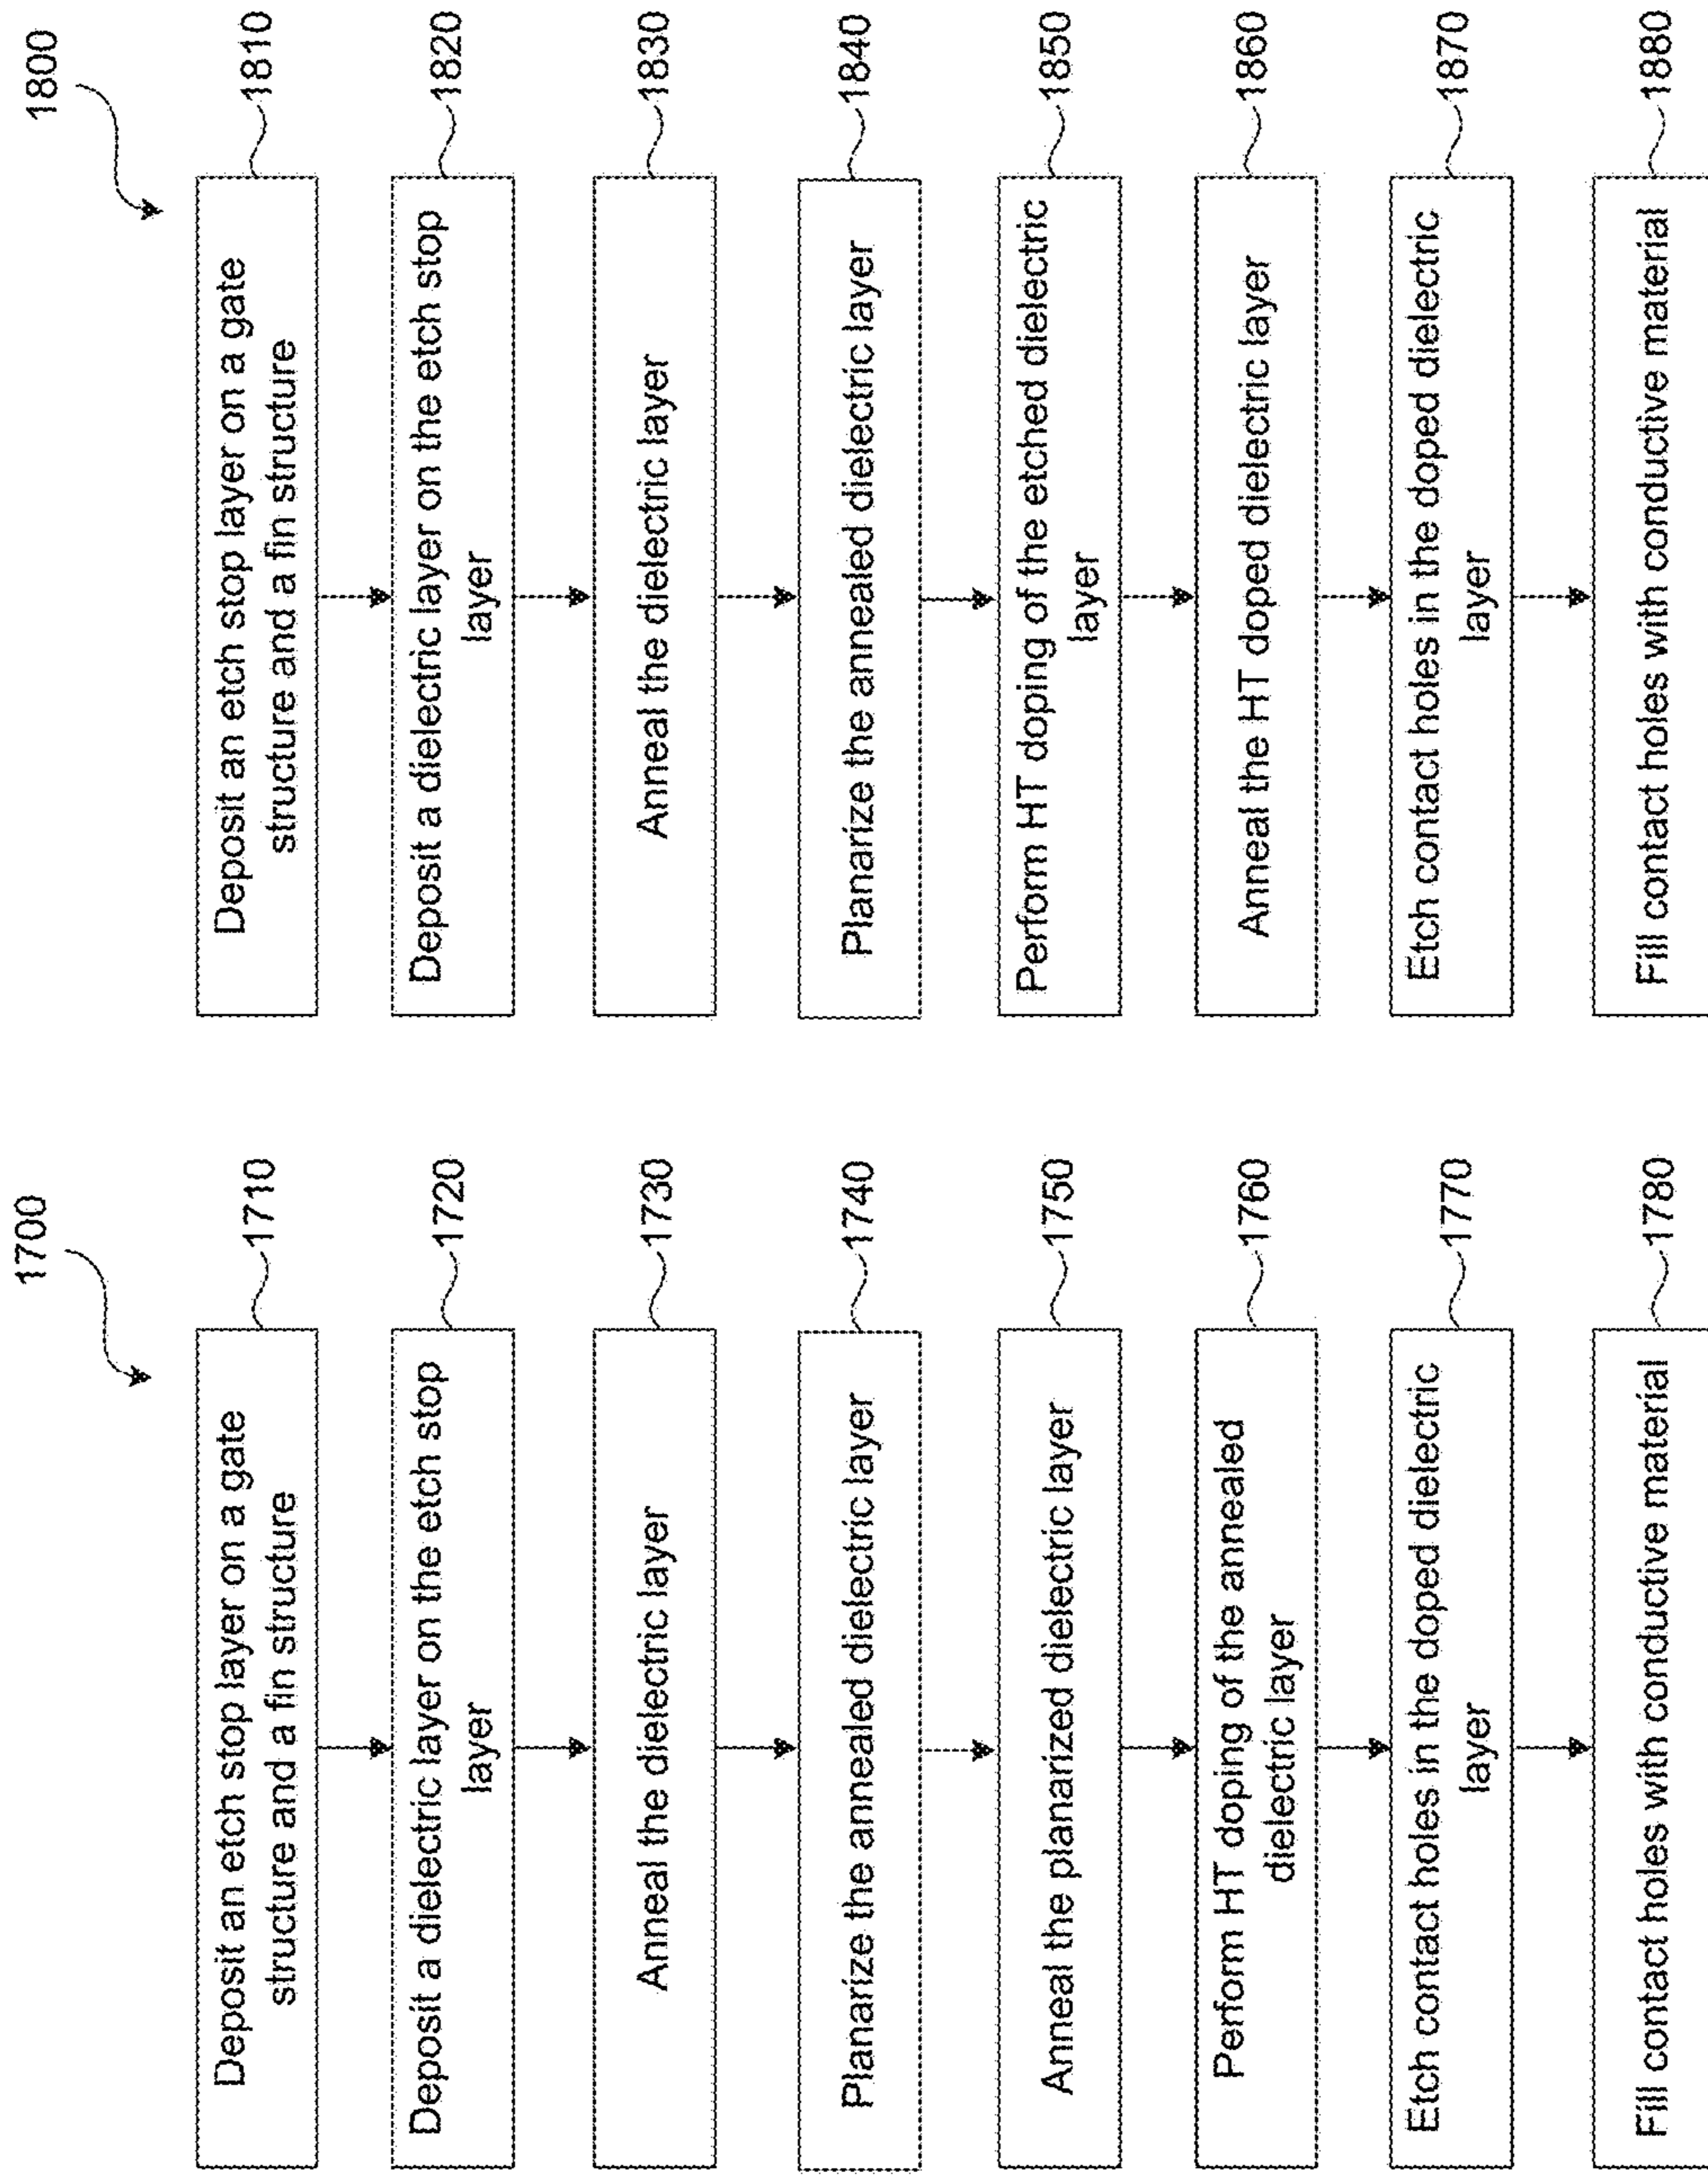 1700
Deposit an etch stop layer on a gate
structure and a fin structure
1710
Deposit a dielectric layer on the etch stop
layer
1720
Anneal the dielectric layer
1730
Planarize the annealed dielectric layer
1740
Anneal the planarized dielectric layer
1750
Perform HT doping of the annealed
dielectric layer
1760
Etch contact holes in the doped dielectric
layer
1770
Fill contact holes with conductive material
1780
1800
Deposit an etch stop layer on a gate
structure and a fin structure
1810
Deposit a dielectric layer on the etch stop
layer
1820
Anneal the dielectric layer
1830
Planarize the annealed dielectric layer
1840
Perform HT doping of the etched dielectric
layer
1850
Anneal the HT doped dielectric layer
1860
Etch contact holes in the doped dielectric
layer
1870
Fill contact holes with conductive material
1880